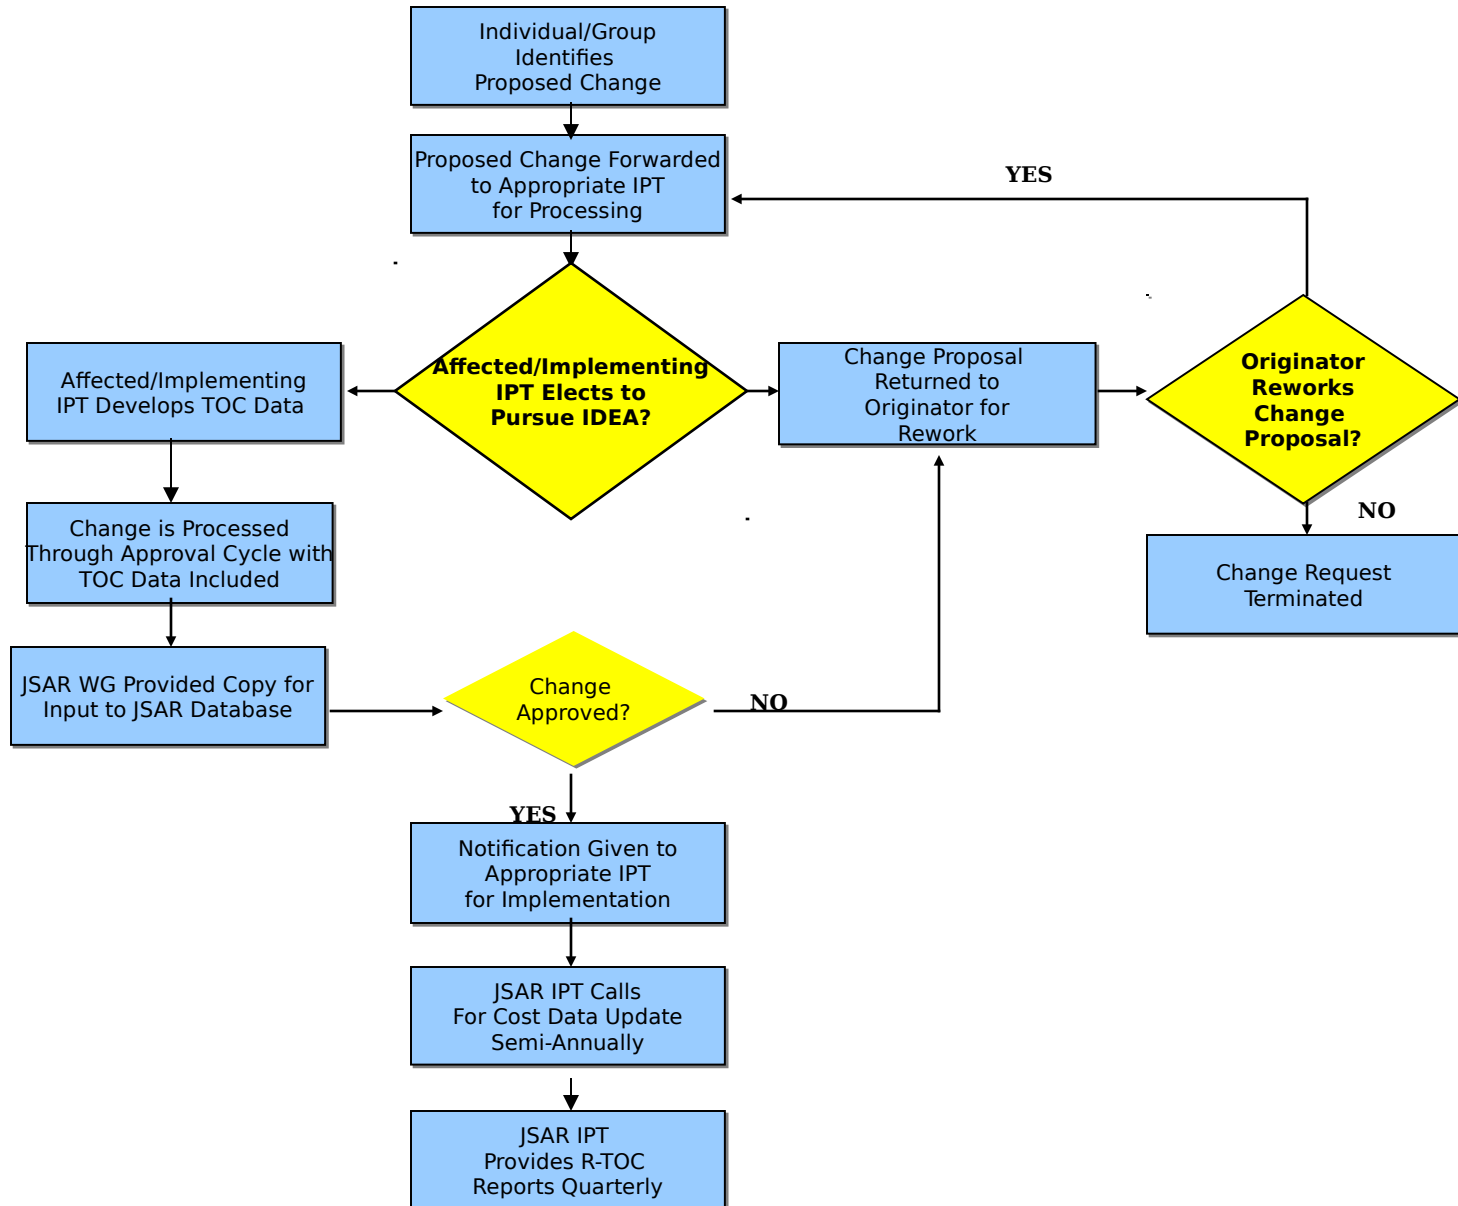 Individual/Group
Identifies
Proposed Change
Proposed Change Forwarded
to Appropriate IPT
for Processing
YES
Affected/Implementing
IPT Elects to
Pursue IDEA?
Affected/Implementing
IPT Develops TOC Data
Change Proposal
Returned to
Originator for
Rework
Originator
Reworks
Change
Proposal?
NO
Change Request
Terminated
Change is Processed
Through Approval Cycle with
TOC Data Included
JSAR WG Provided Copy for
Input to JSAR Database
Change
Approved?
NO
YES
Notification Given to
Appropriate IPT
for Implementation
JSAR IPT Calls
For Cost Data Update
Semi-Annually
JSAR IPT
Provides R-TOC
Reports Quarterly